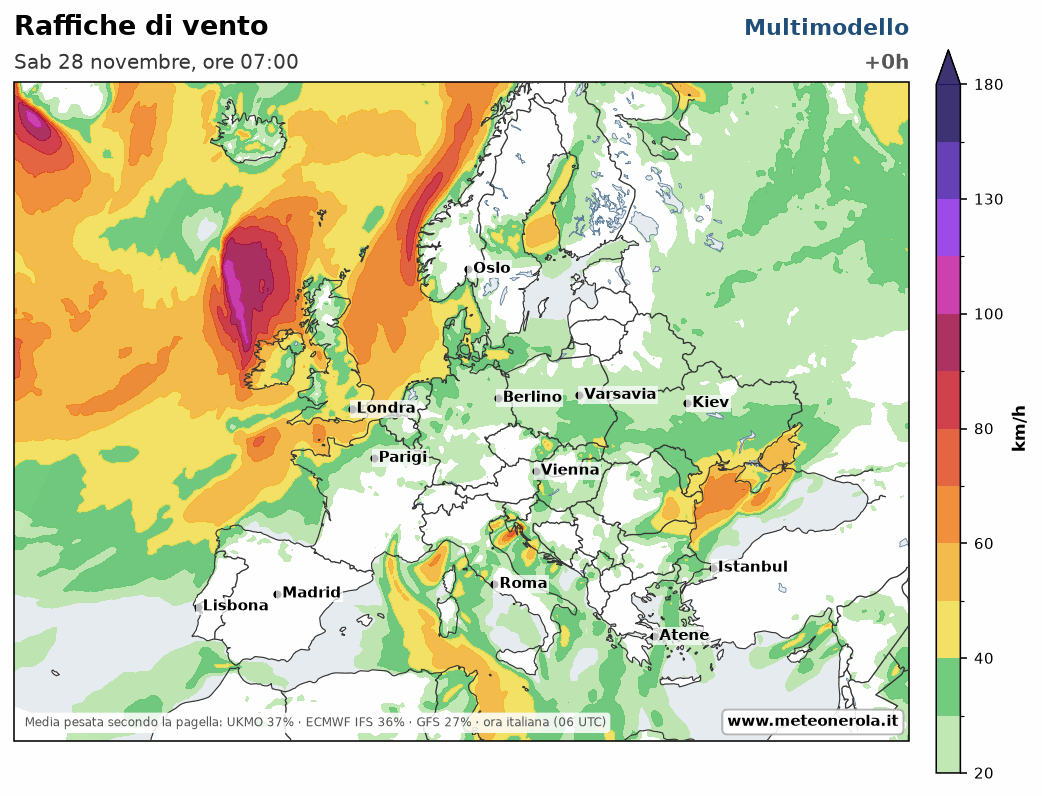 Raffiche di vento
Multimodello
Sab 28 novembre, ore 07:00
+0h
180
130
100
80
60
40
20
km/h
Oslo
Berlino
Varsavia
Kiev
Londra
Parigi
Vienna
Istanbul
Roma
Madrid
Lisbona
Atene
Media pesata secondo la pagella: UKMO 37% · ECMWF IFS 36% · GFS 27% · ora italiana (06 UTC)
www.meteonerola.it